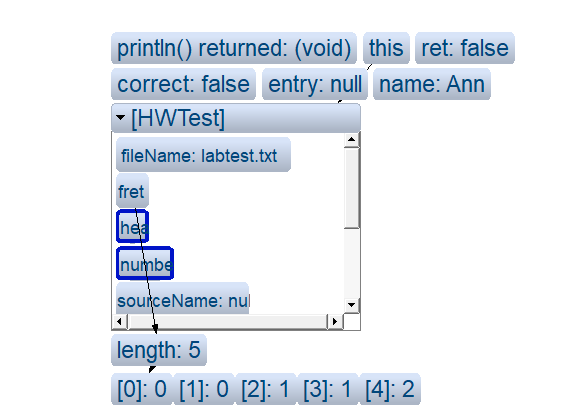 println() returned: (void) this ret: false
correct: false entry: null name: Ann
[HWTest]
fileName: labtest.txt
fret
hea
numbe
sourceName: nul
length: 5
[0]: 0 [1]: 0 [2]: 1 [3]: 1 [4]: 2